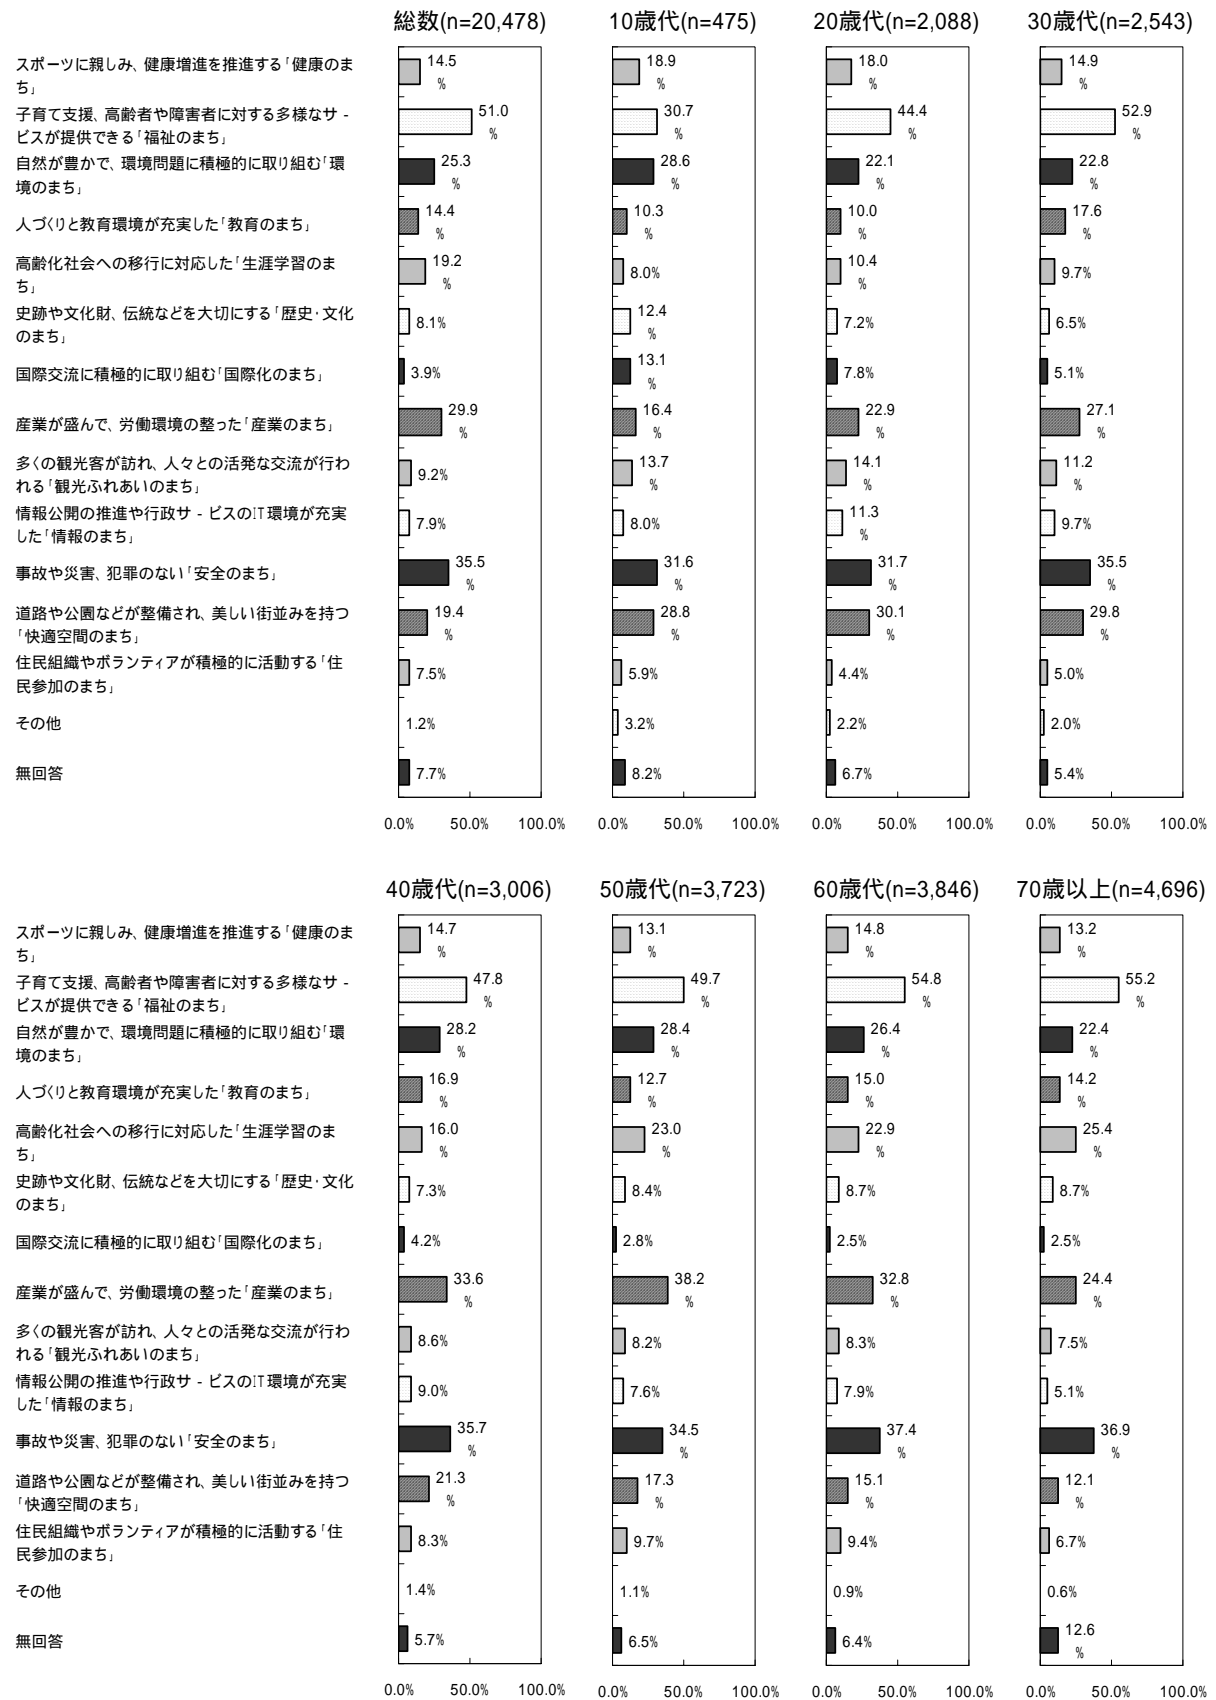 総数(n=20,478)
10歳代(n=475)
20歳代(n=2,088)
30歳代(n=2,543)
スポーツに親しみ、健康増進を推進する「健康のま
ち」
14.5%
18.9%
18.0%
14.9%
子育て支援、高齢者や障害者に対する多様なサ-
ビスが提供できる「福祉のまち」
51.0%
30.7%
44.4%
52.9%
自然が豊かで、環境問題に積極的に取り組む「環
境のまち」
25.3%
28.6%
22.1%
22.8%
人づくりと教育環境が充実した「教育のまち」
14.4%
10.3%
10.0%
17.6%
高齢化社会への移行に対応した「生涯学習のま
ち」
19.2%
8.0%
10.4%
9.7%
史跡や文化財、伝統などを大切にする「歴史・文化
のまち」
8.1%
12.4%
7.2%
6.5%
国際交流に積極的に取り組む「国際化のまち」
3.9%
13.1%
7.8%
5.1%
産業が盛んで、労働環境の整った「産業のまち」
29.9%
16.4%
22.9%
27.1%
多くの観光客が訪れ、人々との活発な交流が行わ
れる「観光ふれあいのまち」
9.2%
13.7%
14.1%
11.2%
情報公開の推進や行政サ-ビスのIT環境が充実
した「情報のまち」
7.9%
8.0%
11.3%
9.7%
事故や災害、犯罪のない「安全のまち」
35.5%
31.6%
31.7%
35.5%
道路や公園などが整備され、美しい街並みを持つ
「快適空間のまち」
19.4%
28.8%
30.1%
29.8%
住民組織やボランティアが積極的に活動する「住
民参加のまち」
7.5%
5.9%
4.4%
5.0%
その他
1.2%
3.2%
2.2%
2.0%
無回答
7.7%
8.2%
6.7%
5.4%
0.0% 50.0% 100.0%
0.0% 50.0% 100.0%
0.0% 50.0% 100.0%
0.0% 50.0% 100.0%
40歳代(n=3,006)
50歳代(n=3,723)
60歳代(n=3,846)
70歳以上(n=4,696)
スポーツに親しみ、健康増進を推進する「健康のま
ち」
14.7%
13.1%
14.8%
13.2%
子育て支援、高齢者や障害者に対する多様なサ-
ビスが提供できる「福祉のまち」
47.8%
49.7%
54.8%
55.2%
自然が豊かで、環境問題に積極的に取り組む「環
境のまち」
28.2%
28.4%
26.4%
22.4%
人づくりと教育環境が充実した「教育のまち」
16.9%
12.7%
15.0%
14.2%
高齢化社会への移行に対応した「生涯学習のま
ち」
16.0%
23.0%
22.9%
25.4%
史跡や文化財、伝統などを大切にする「歴史・文化
のまち」
7.3%
8.4%
8.7%
8.7%
国際交流に積極的に取り組む「国際化のまち」
4.2%
2.8%
2.5%
2.5%
産業が盛んで、労働環境の整った「産業のまち」
33.6%
38.2%
32.8%
24.4%
多くの観光客が訪れ、人々との活発な交流が行わ
れる「観光ふれあいのまち」
8.6%
8.2%
8.3%
7.5%
情報公開の推進や行政サ-ビスのIT環境が充実
した「情報のまち」
9.0%
7.6%
7.9%
5.1%
事故や災害、犯罪のない「安全のまち」
35.7%
34.5%
37.4%
36.9%
道路や公園などが整備され、美しい街並みを持つ
「快適空間のまち」
21.3%
17.3%
15.1%
12.1%
住民組織やボランティアが積極的に活動する「住
民参加のまち」
8.3%
9.7%
9.4%
6.7%
その他
1.4%
1.1%
0.9%
0.6%
無回答
5.7%
6.5%
6.4%
12.6%
0.0% 50.0% 100.0%
0.0% 50.0% 100.0%
0.0% 50.0% 100.0%
0.0% 50.0% 100.0%